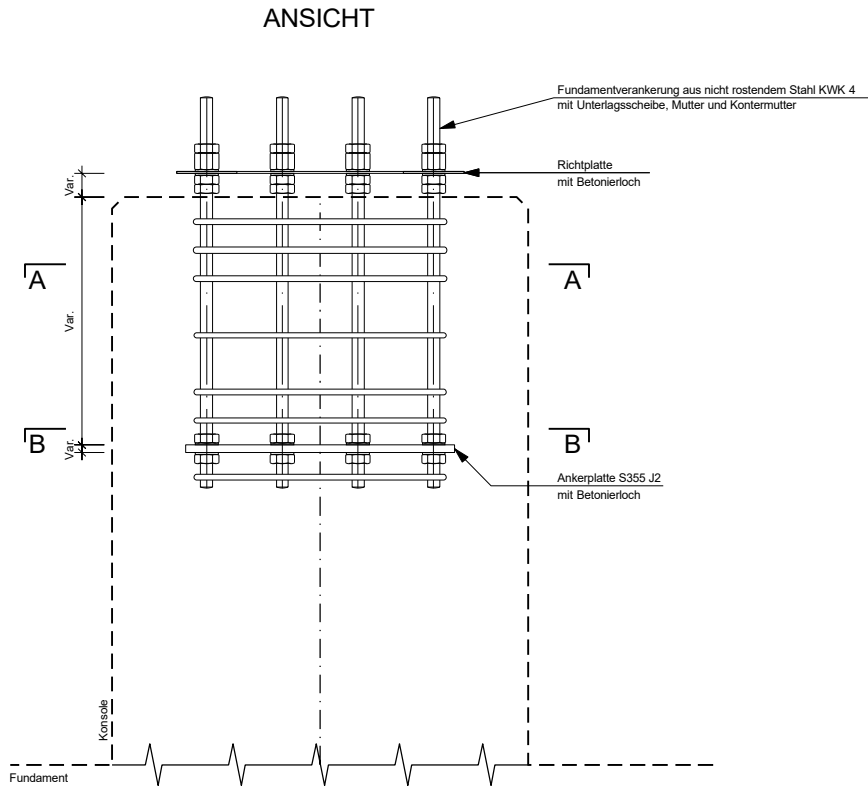 ANSICHT
Fundamentverankerung aus nicht rostendem Stahl KWK 4
mit Unterlagsscheibe, Mutter und Kontermutter
Richtplatte
mit Betonierloch
Var.
A
A
Var.
B
B
Var.
Ankerplatte S355 J2
mit Betonierloch
Konsole
Fundament